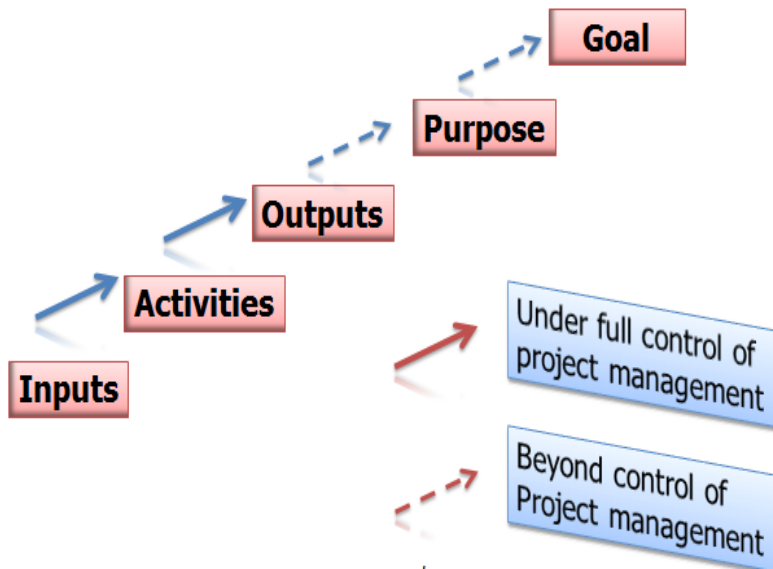 Goal
Purpose
Outputs
Activities
Inputs
Under full control of
project management
Beyond control of
Project management